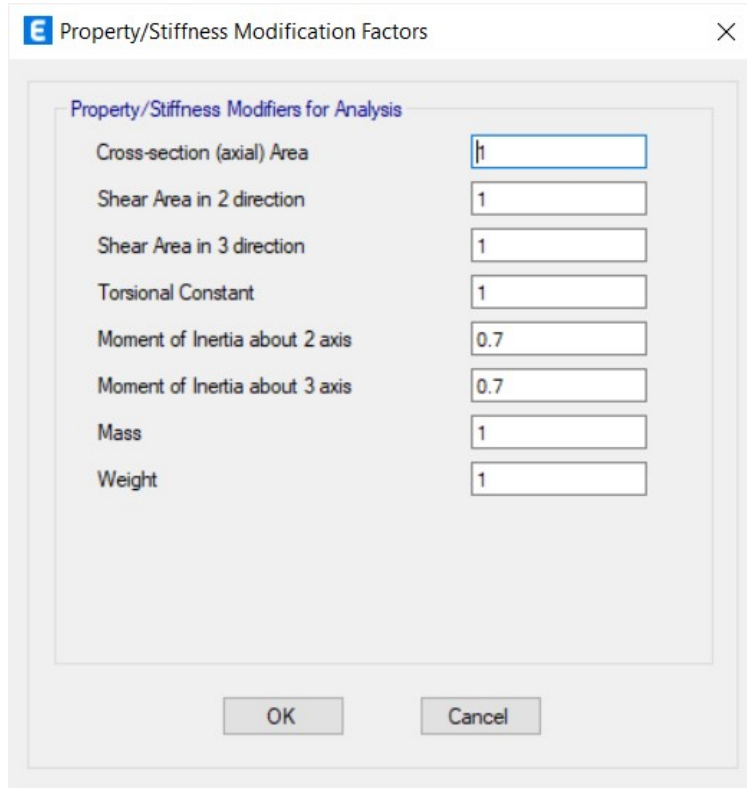 E Property/Stiffness Modification Factors
Property/Stiffness Modifiers for Analysis
Cross-section (axial) Area 1
Shear Area in 2 direction 1
Shear Area in 3 direction 1
Torsional Constant 1
Moment of Inertia about 2 axis 0.7
Moment of Inertia about 3 axis 0.7
Mass 1
Weight 1
OK Cancel